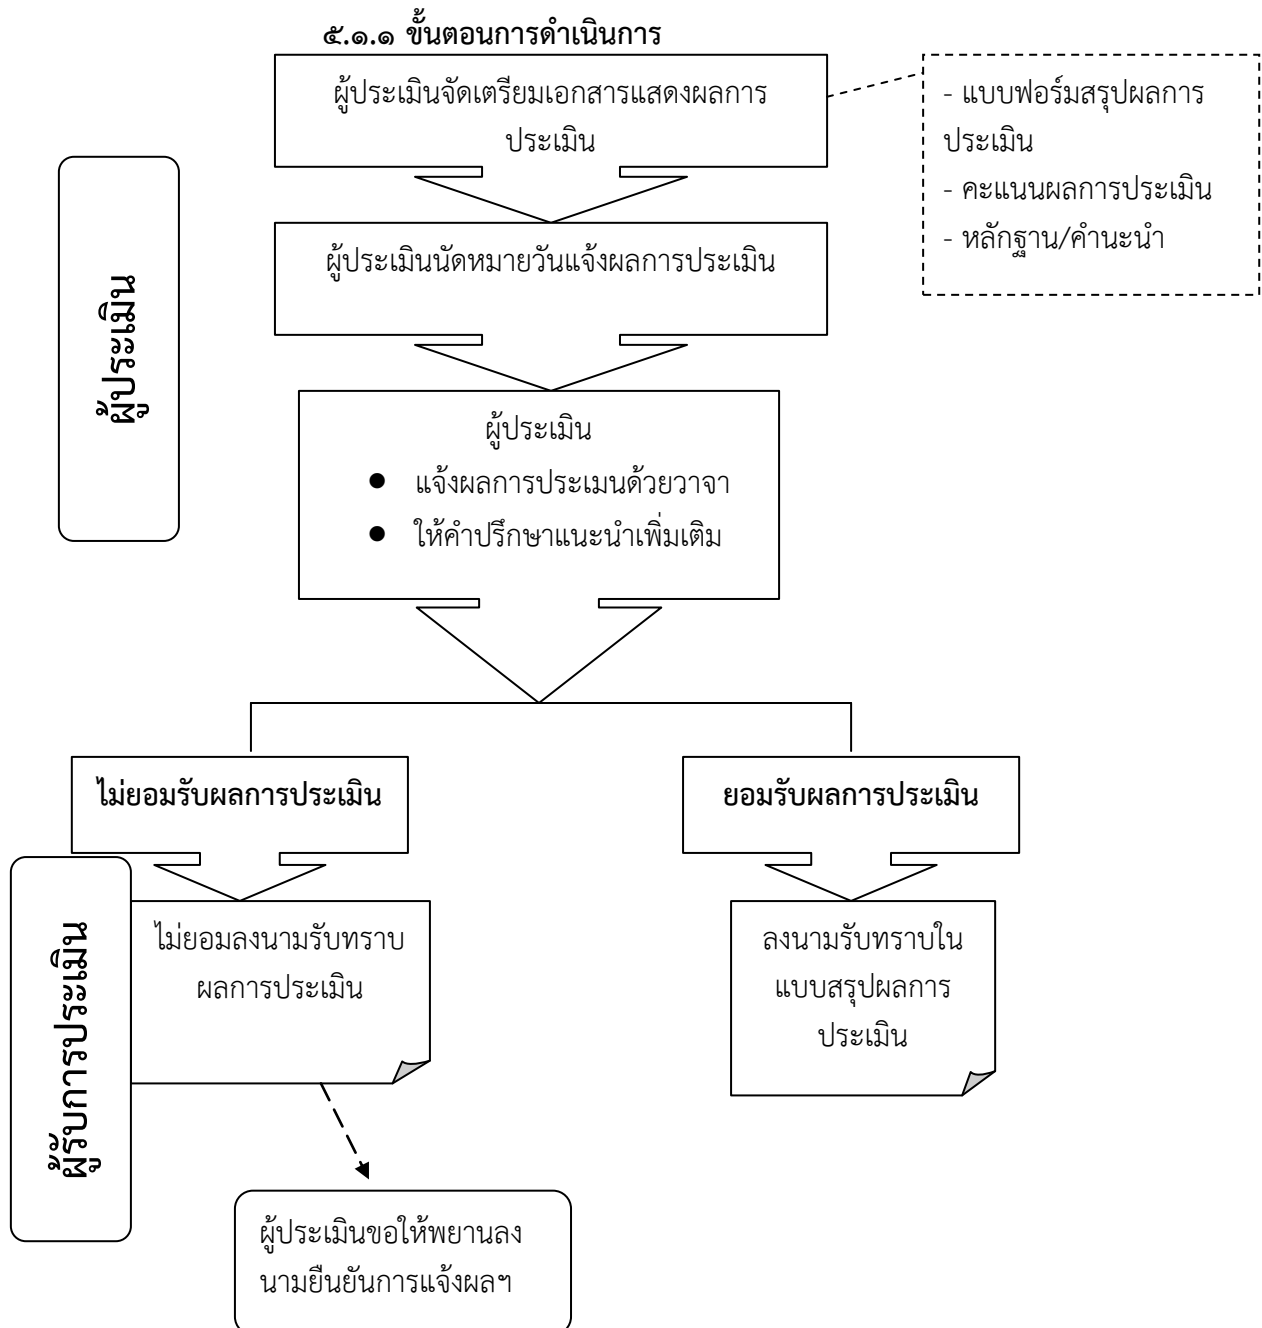 ๕.๑.๑ ขั้นตอนการดำเนินการ
ผู้ประเมินจัดเตรียมเอกสารแสดงผลการ
ประเมิน
- แบบฟอร์มสรุปผลการ
ประเมิน
- คะแนนผลการประเมิน
- หลักฐาน/คำนะนำ
ผู้ประเมินนัดหมายวันแจ้งผลการประเมิน
ผู้ประเมิน
ผู้ประเมิน
● แจ้งผลการประเมนด้วยวาจา
● ให้คำปรึกษาแนะนำเพิ่มเติม
ไม่ยอมรับผลการประเมิน
ยอมรับผลการประเมิน
ผู้รับการประเมิน
ไม่ยอมลงนามรับทราบ
ผลการประเมิน
ลงนามรับทราบใน
แบบสรุปผลการ
ประเมิน
ผู้ประเมินขอให้พยานลง
นามยืนยันการแจ้งผลฯ